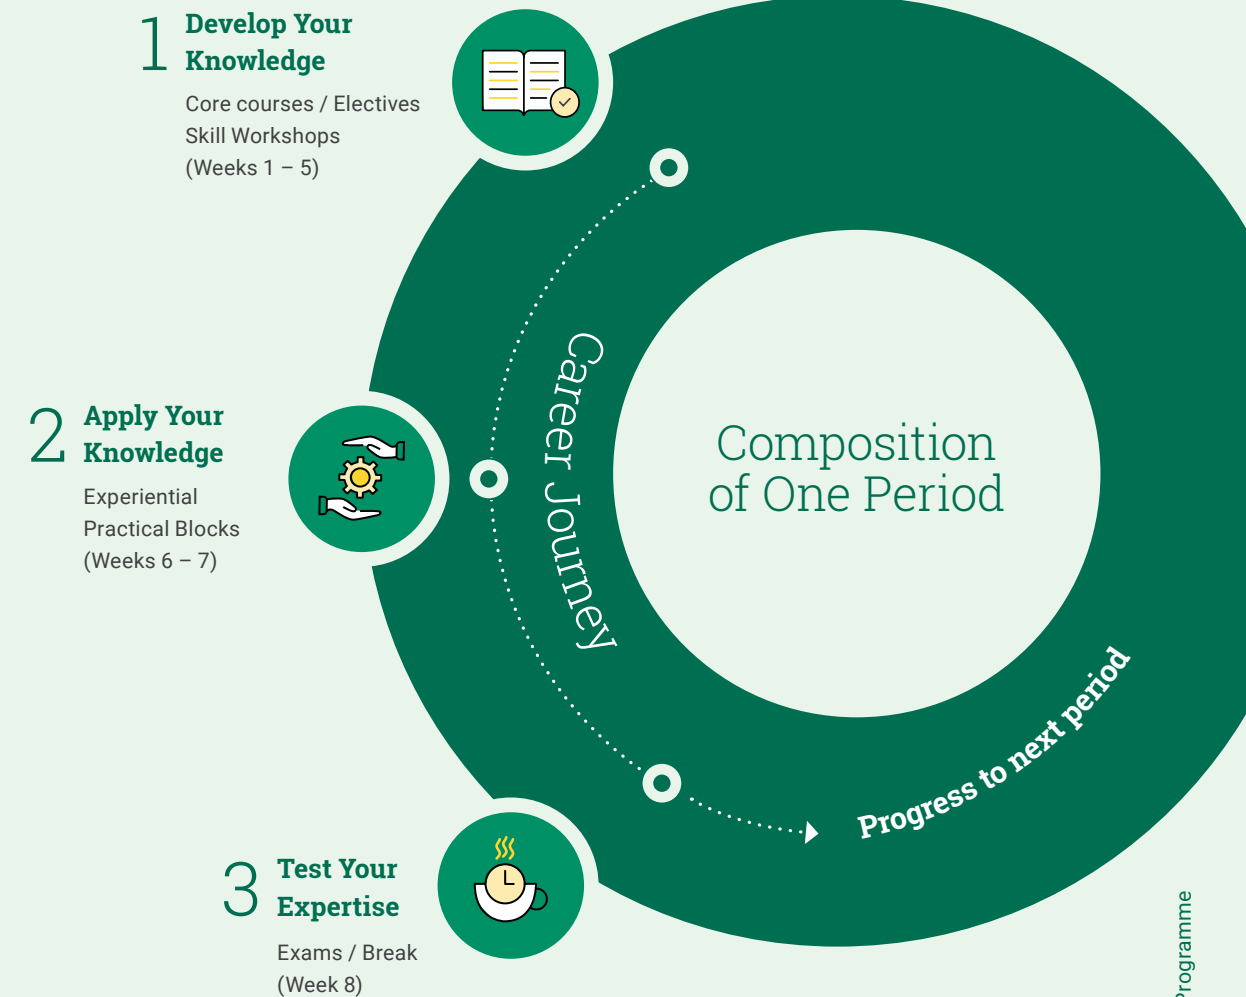 1
Develop Your
Knowledge
Core courses / Electives
Skill Workshops
(Weeks 1 – 5)
2
Apply Your
Knowledge
Experiential
Practical Blocks
(Weeks 6 – 7)
3
Test Your
Expertise
Exams / Break
(Week 8)
Career Journey
Composition
of One Period
Progress to next period
Programme